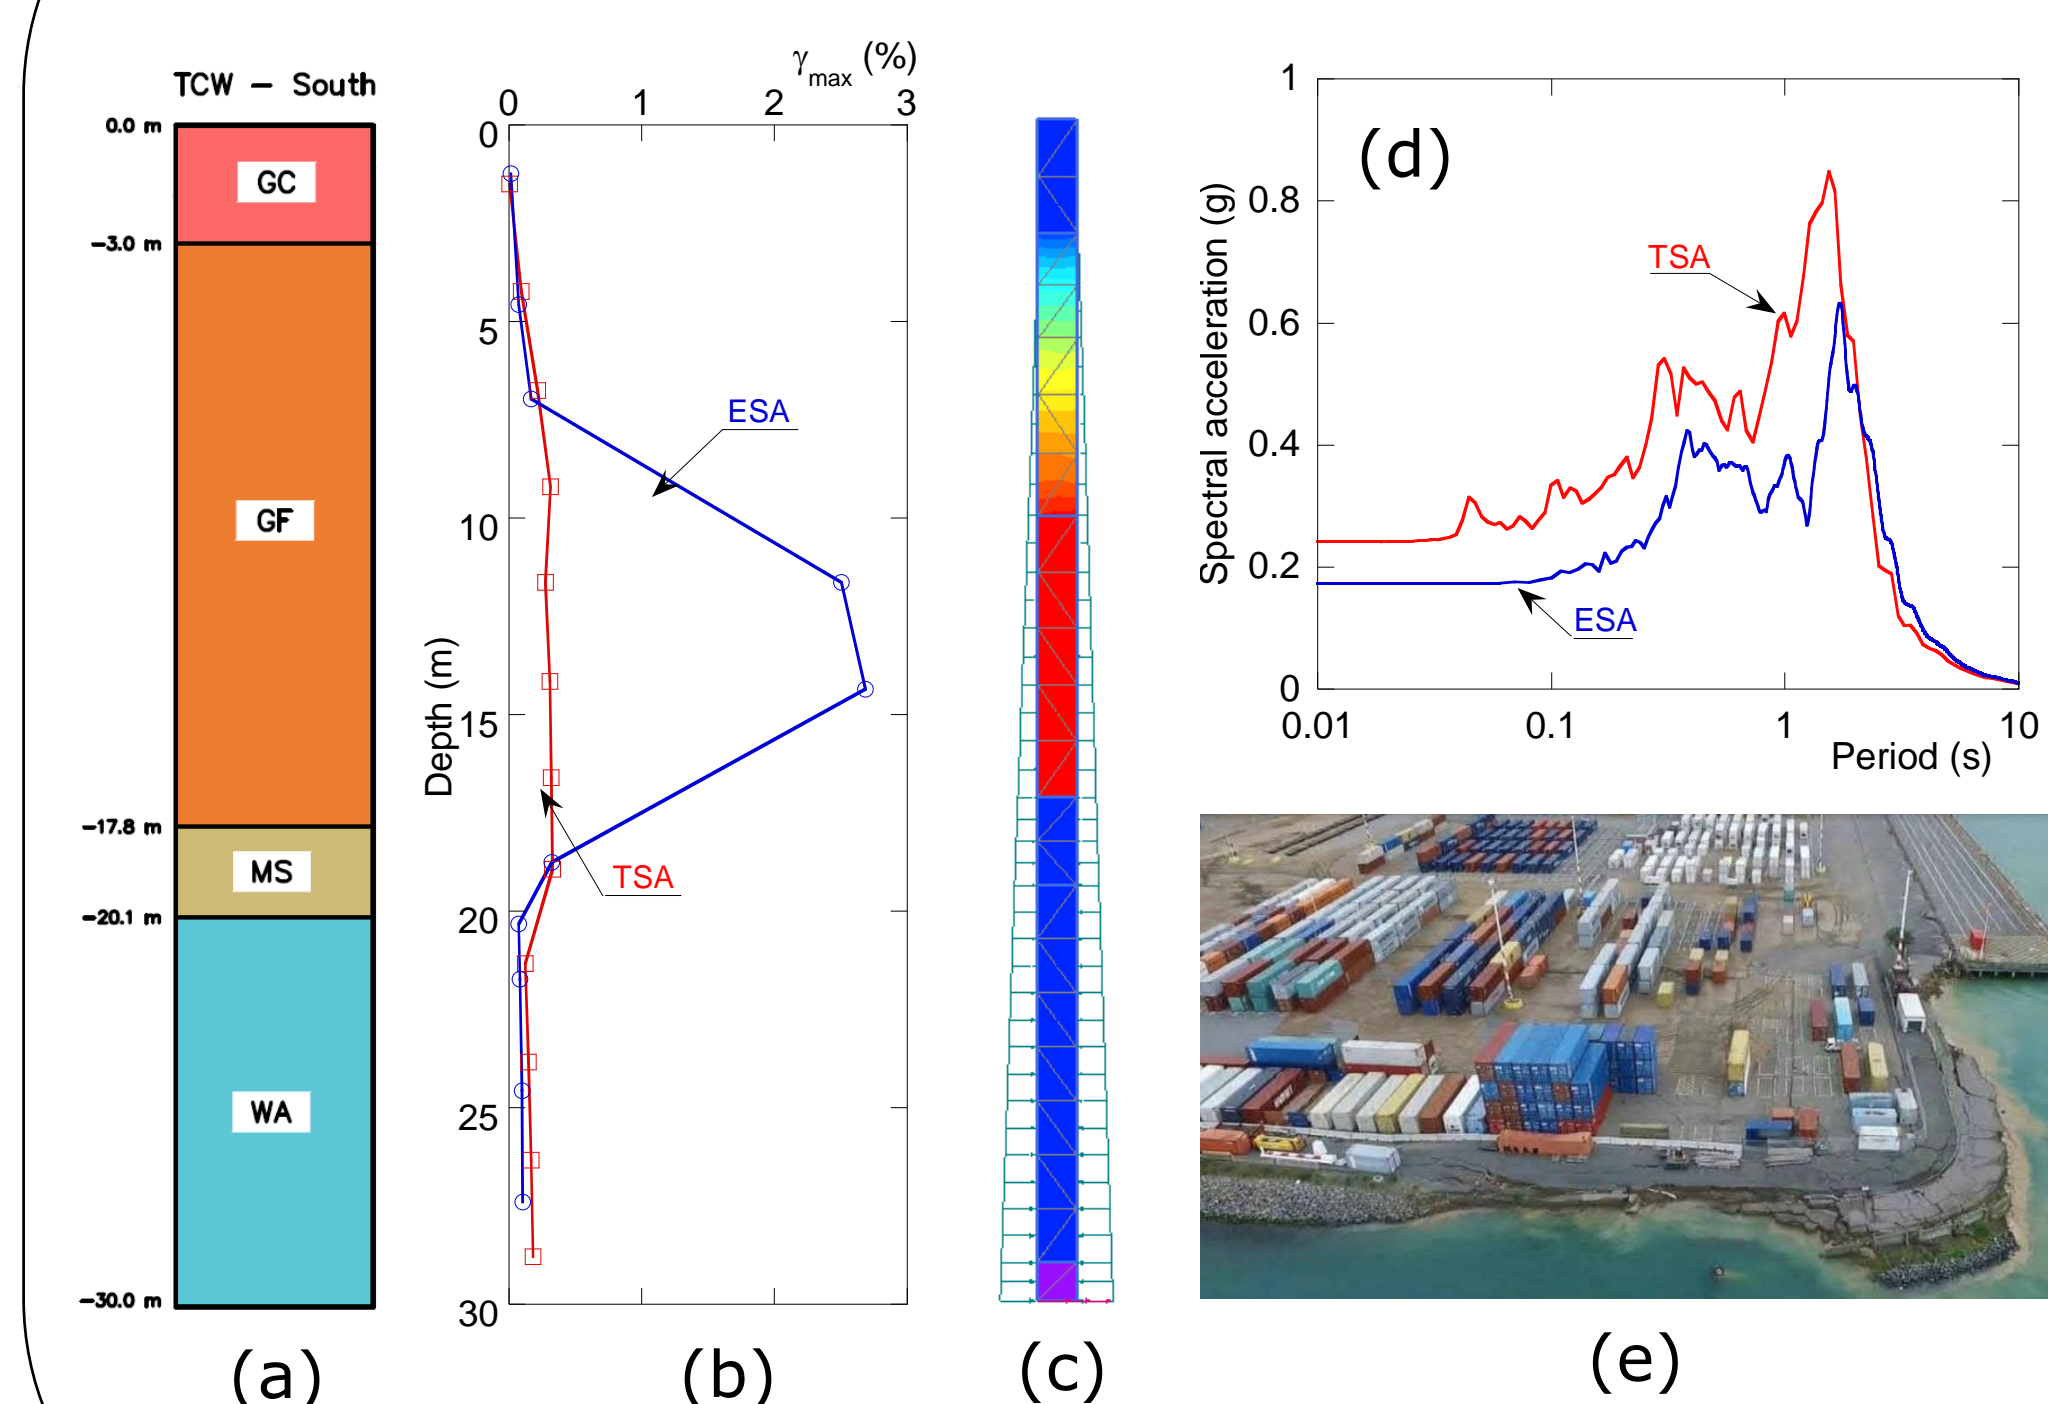 TCW – South
0.0 m
GC
–3.0 m
GF
–17.8 m
MS
–20.1 m
WA
–30.0 m
(a)
γmax (%)
0 1 2 3
0
5
10
15
20
25
30
Depth (m)
ESA
TSA
(b)
(c)
(d)
1
0.8
0.6
0.4
0.2
0
Spectral acceleration (g)
TSA
ESA
0.01 0.1 1 10
Period (s)
(e)